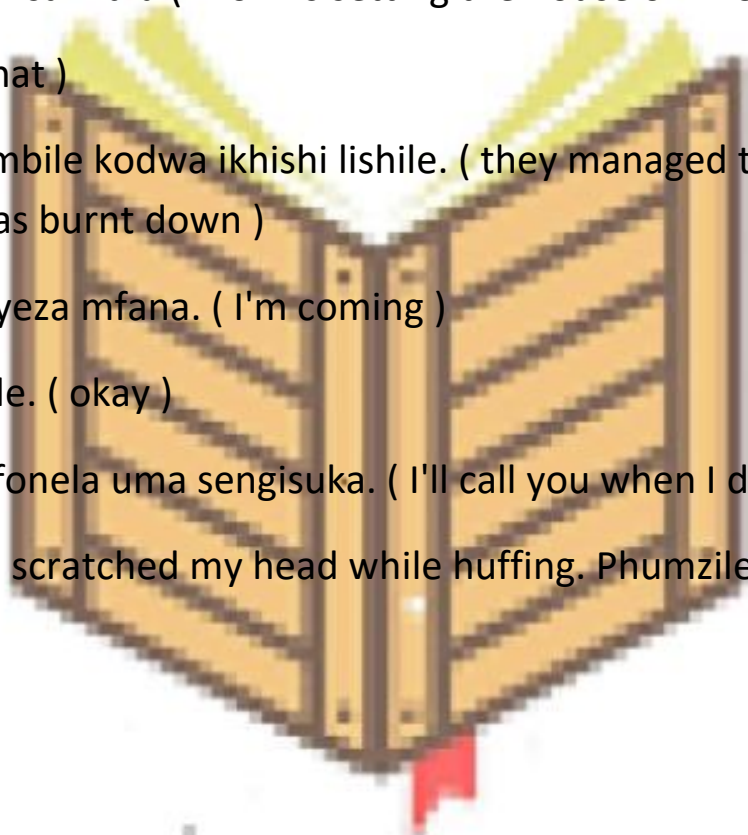 hat )
mbile kodwa ikhishi lishile. ( they managed t
as burnt down )
yeza mfana. ( I'm coming )
le. ( okay )
fonela uma sengisuka. ( I'll call you when I d
scratched my head while huffing. Phumzile